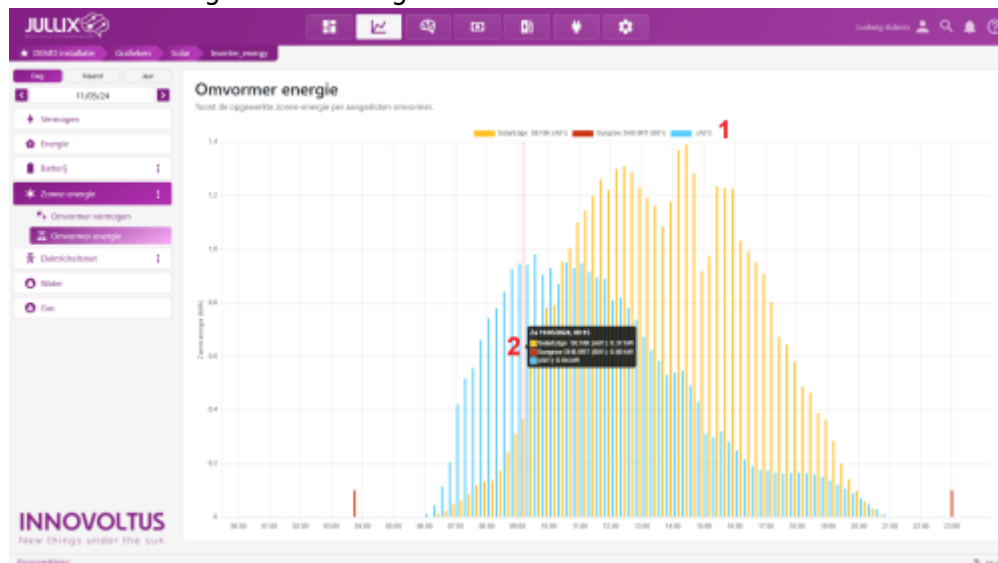 JULLIX
Ludwig Admin
DEMO installatie Grafieken Solar Inverter_energy
Dag Maand Jaar
11/05/24
Vermogen
Energie
Batterij
Zonne-energie
Omvormer vermogen
Omvormer energie
Elektriciteitsnet
Water
Gas
Omvormer energie
Toont de opgewekte zonne-energie per aangesloten omvormer.
1
1,4
1,2
1,0
0,8
0,6
0,4
0,2
0
Zonne-energie (kWh)
2
00:00 01:00 02:00 03:00 04:00 05:00 06:00 07:00 08:00 09:00 10:00 11:00 12:00 13:00 14:00 15:00 16:00 17:00 18:00 19:00 20:00 21:00 22:00 23:00
INNOVOLTUS
New things under the sun